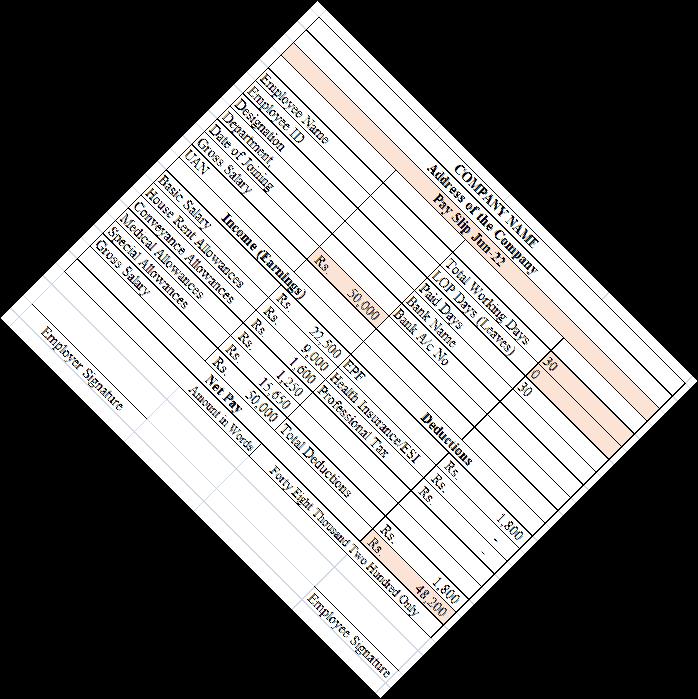 COMPANY NAME
Address of the Company
Pay Slip Jun-22
Employee Name Total Working Days 30
Employee ID LOP Days (Leaves) 0
Designation Paid Days 30
Department Bank Name
Date of Joining Bank A/c No
Gross Salary Rs. 50,000
UAN
Income (Earnings) Deductions
Basic Salary Rs. 22,500 EPF Rs. 1,800
House Rent Allowances Rs. 9,000 Health Insurance/ESI Rs. -
Conveyance Allowances Rs. 1,600 Professional Tax Rs. -
Medical Allowances Rs. 1,250
Special Allowances Rs. 15,650
Gross Salary Rs. 50,000 Total Deductions Rs. 1,800
Net Pay Rs. 48,200
Amount in Words Forty Eight Thousand Two Hundred Only
Employer Signature Employee Signature